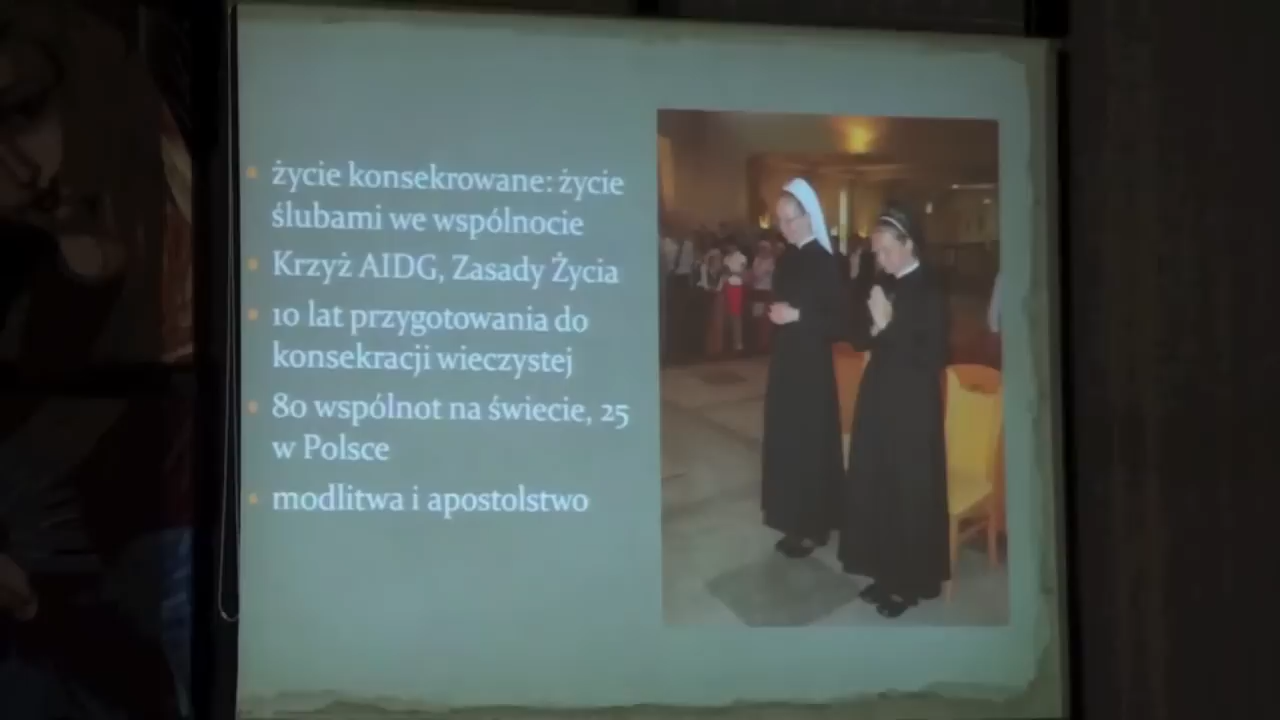 życie konsekrowane: życie
ślubami we wspólnocie
Krzyż AIDG, Zasady Życia
10 lat przygotowania do
konsekracji wieczystej
80 wspólnot na świecie, 25
w Polsce
modlitwa i apostolstwo